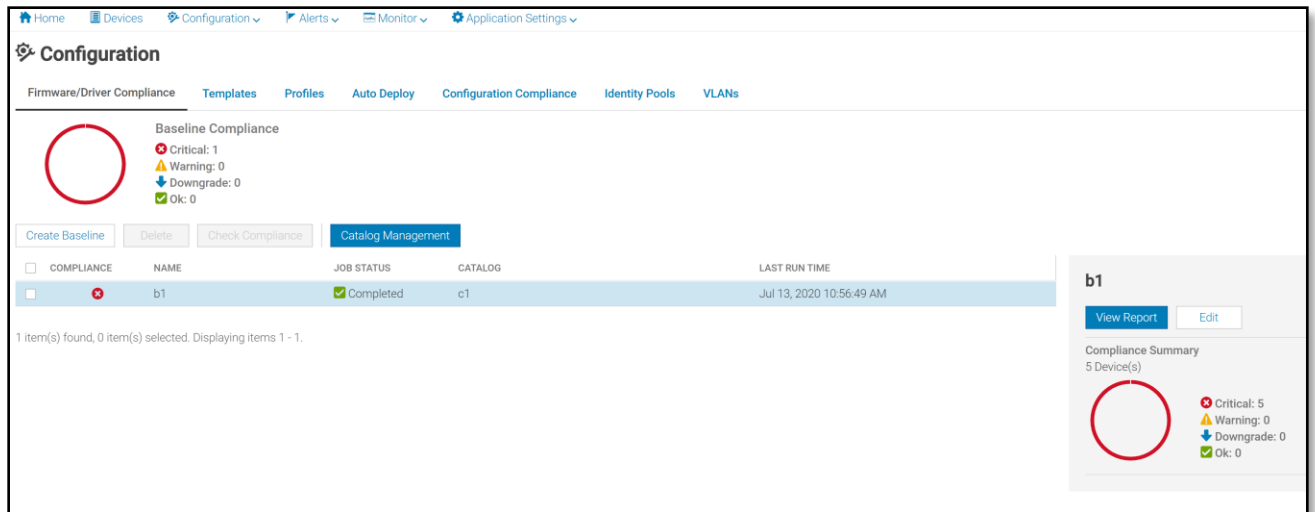 Home Devices Configuration Alerts Monitor Application Settings
Configuration
Firmware/Driver Compliance Templates Profiles Auto Deploy Configuration Compliance Identity Pools VLANs
Baseline Compliance
Critical: 1
Warning: 0
Downgrade: 0
Ok: 0
Create Baseline Delete Check Compliance Catalog Management
COMPLIANCE NAME JOB STATUS CATALOG LAST RUN TIME
b1 Completed c1 Jul 13, 2020 10:56:49 AM
1 item(s) found, 0 item(s) selected. Displaying items 1 - 1.
b1
View Report Edit
Compliance Summary
5 Device(s)
Critical: 5
Warning: 0
Downgrade: 0
Ok: 0